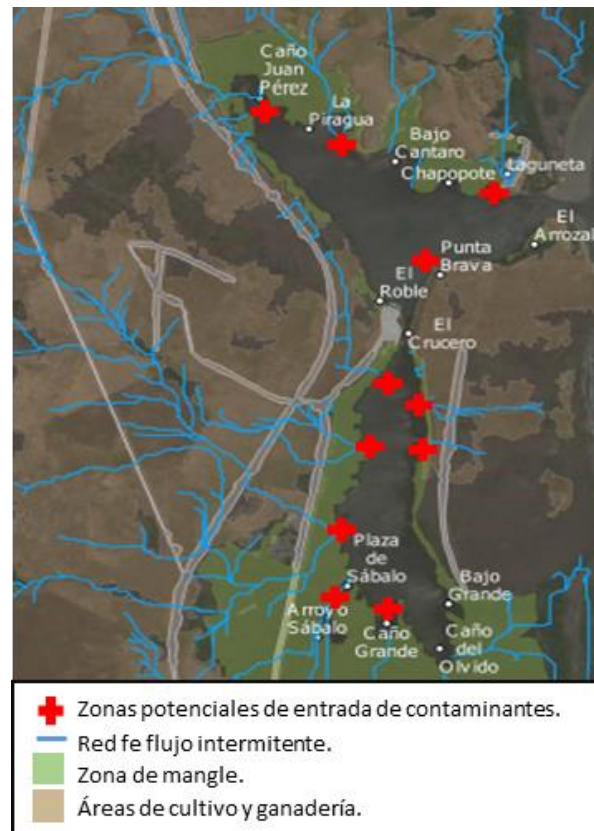 Caño
Juan
Pérez
La
Piragua
Bajo
Cantaro
Chapopote
Laguneta
El
Arrozal
Punta
Brava
El
Roble
El
Crucero
Plaza
de
Sábalo
Arroyo
Sábalo
Caño
Grande
Bajo
Grande
Caño
del
Olvido
Zonas potenciales de entrada de contaminantes.
Red fe flujo intermitente.
Zona de mangle.
Áreas de cultivo y ganadería.